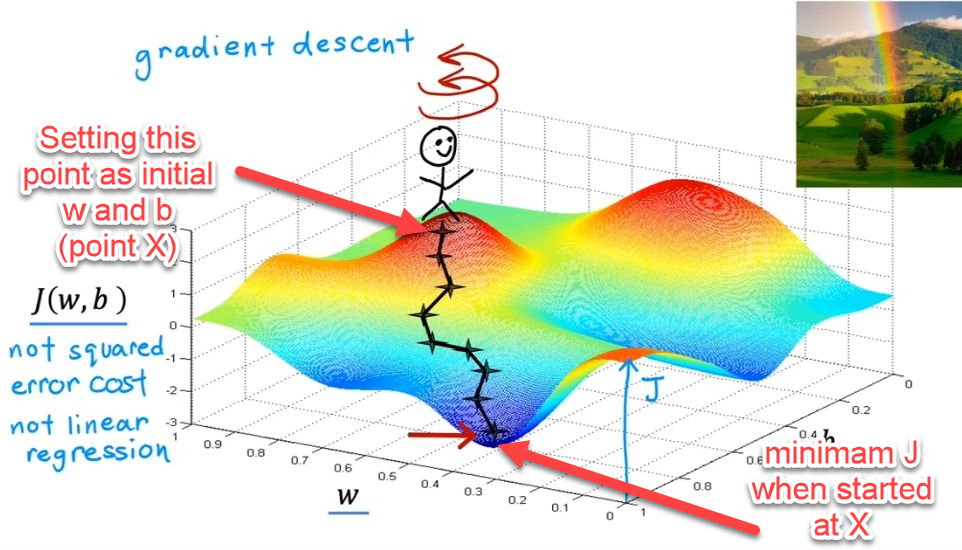 gradient descent
Setting this
point as initial
w and b
(point X)
J(w, b)
not squared
error cost
not linear
regression
3
1
0
-1
-2
-3
1
0.9
0.8
0.7
0.6
0.5
0.4
0.3
0.2
0.1
0
w
1
0.8
0.6
0.4
0.2
0
b
J
minimam J
when started
at X